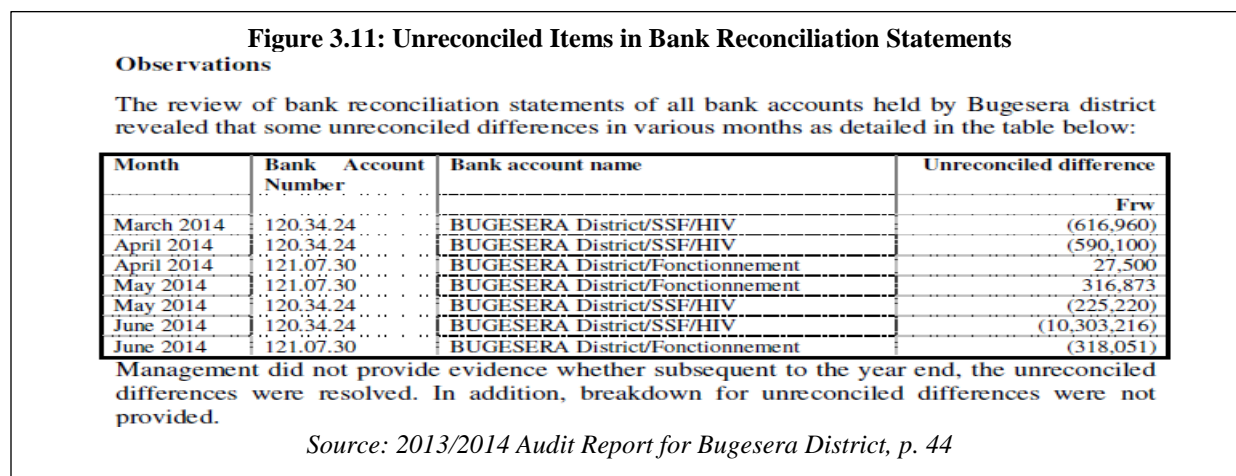 Figure 3.11: Unreconciled Items in Bank Reconciliation Statements
Observations
The review of bank reconciliation statements of all bank accounts held by Bugesera district
revealed that some unreconciled differences in various months as detailed in the table below:
Month Bank Account Number Bank account name Unreconciled difference
Frw
March 2014 120.34.24 BUGESERA District/SSF/HIV (616,960)
April 2014 120.34.24 BUGESERA District/SSF/HIV (590,100)
April 2014 121.07.30 BUGESERA District/Fonctionnement 27,500
May 2014 121.07.30 BUGESERA District/Fonctionnement 316,873
May 2014 120.34.24 BUGESERA District/SSF/HIV (225,220)
June 2014 120.34.24 BUGESERA District/SSF/HIV (10,303,216)
June 2014 121.07.30 BUGESERA District/Fonctionnement (318,051)
Management did not provide evidence whether subsequent to the year end, the unreconciled
differences were resolved. In addition, breakdown for unreconciled differences were not
provided.
Source: 2013/2014 Audit Report for Bugesera District, p. 44